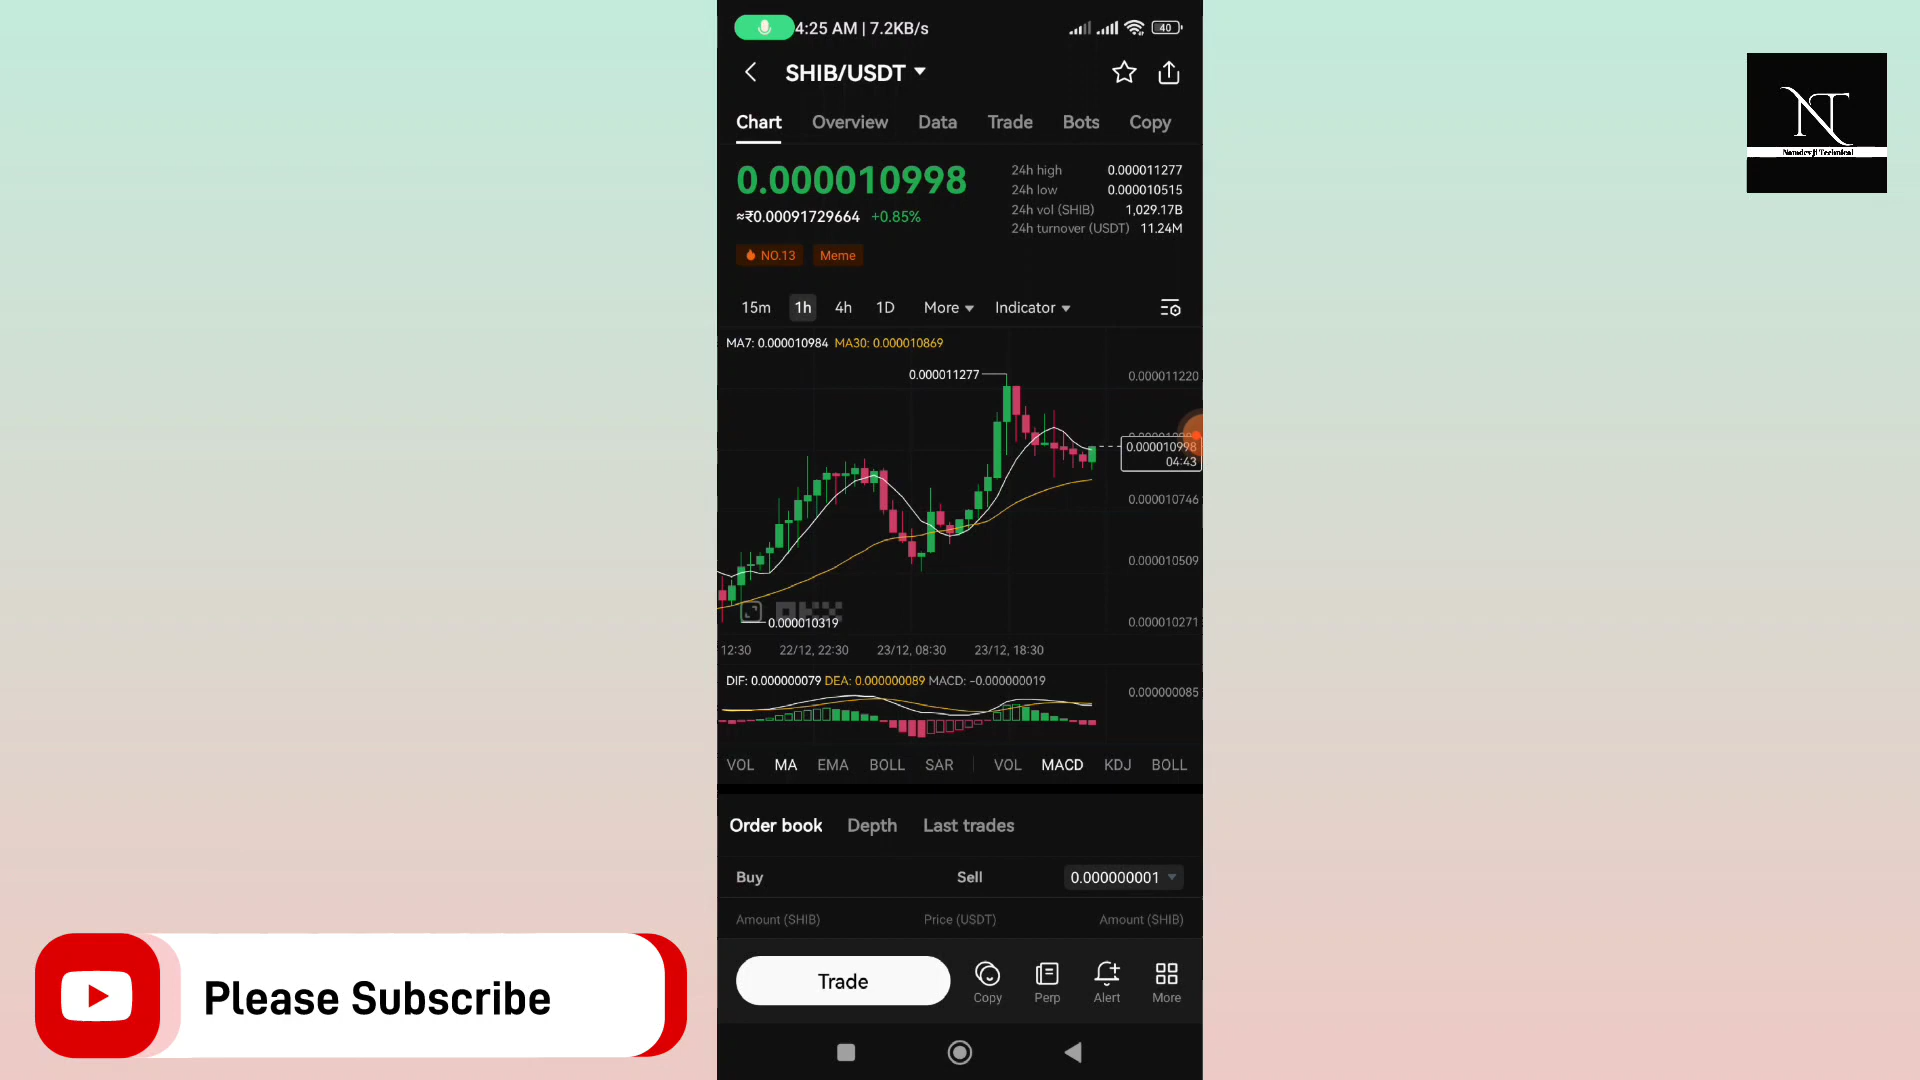 4:25 AM | 7.2KB/s
40
SHIB/USDT
Chart Overview Data Trade Bots Copy
0.000010998
≈₹0.00091729664 +0.85%
24h high 0.000011277
24h low 0.000010515
24h vol (SHIB) 1,029.17B
24h turnover (USDT) 11.24M
NO.13 Meme
15m 1h 4h 1D More Indicator
MA7: 0.000010984 MA30: 0.000010869
0.000011277
0.000011220
0.000010998
04:43
0.000010746
0.000010509
0.000010271
OKX
0.000010319
12:30 22/12, 22:30 23/12, 08:30 23/12, 18:30
DIF: 0.000000079 DEA: 0.000000089 MACD: -0.000000019
0.000000085
VOL MA EMA BOLL SAR VOL MACD KDJ BOLL
Order book Depth Last trades
Buy Sell 0.000000001
Amount (SHIB) Price (USDT) Amount (SHIB)
Trade
Copy Perp Alert More
NT
Namdevji Technical
Please Subscribe